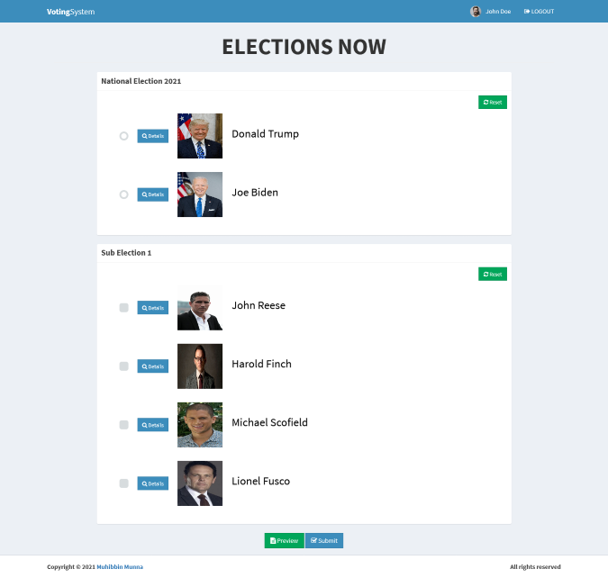 VotingSystem
John Doe
LOGOUT
ELECTIONS NOW
National Election 2021
Reset
Details
Donald Trump
Details
Joe Biden
Sub Election 1
Reset
Details
John Reese
Details
Harold Finch
Details
Michael Scofield
Details
Lionel Fusco
Preview Submit
Copyright © 2021 Muhibbin Munna
All rights reserved